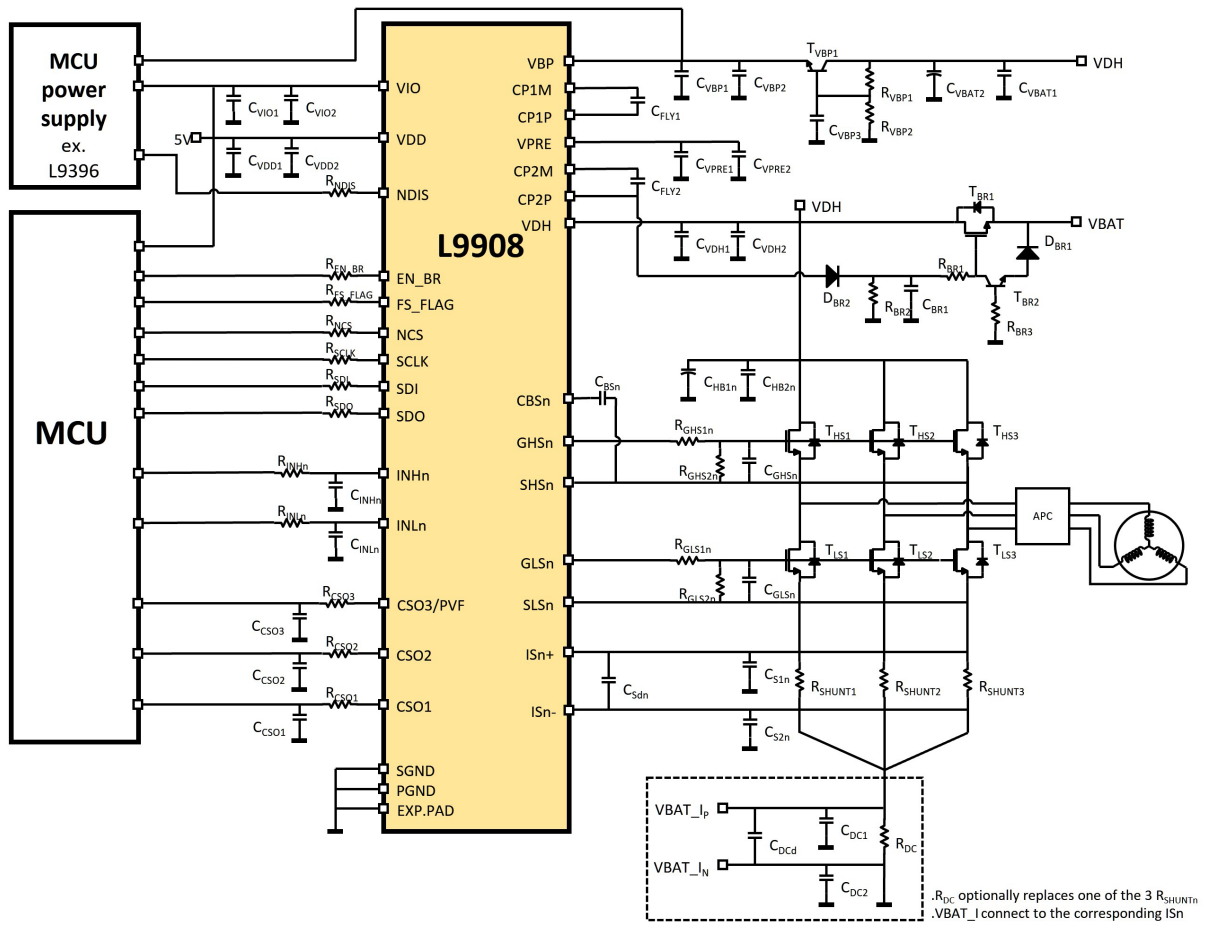 MCU
power
supply
ex.
L9396
MCU
L9908
VIO
VDD
NDIS
EN_BR
FS_FLAG
NCS
SCLK
SDI
SDO
INHn
INLn
CSO3/PVF
CSO2
CSO1
SGND
PGND
EXP.PAD
VBP
CP1M
CP1P
VPRE
CP2M
CP2P
VDH
CBSn
GHSn
SHSn
GLSn
SLSn
ISn+
ISn-
5V
CVIO1
CVIO2
CVDD1
CVDD2
RNDIS
REN_BR
RFS_FLAG
RNCS
RSCLK
RSDI
RSDO
RINHn
CINHn
RINLn
CINLn
RCSO3
CCSO3
RCSO2
CCSO2
RCSO1
CCSO1
TVBP1
VDH
CVBP1
CVBP2
RVBP1
CVBAT2
CVBAT1
CFLY1
CVBP3
RVBP2
CVPRE1
CVPRE2
CFLY2
VDH
TBR1
VBAT
CVDH1
CVDH2
DBR1
RBR1
DBR2
RBR2
CBR1
TBR2
RBR3
CBSn
CHB1n
CHB2n
RGHS1n
RGHS2n
CGHSn
THS1
THS2
THS3
APC
RGLS1n
RGLS2n
CGLSn
TLS1
TLS2
TLS3
CSdn
CS1n
RSHUNT1
RSHUNT2
RSHUNT3
CS2n
VBAT_IP
CDC1
CDCd
RDC
VBAT_IN
CDC2
.RDC optionally replaces one of the 3 RSHUNTn
.VBAT_I connect to the corresponding ISn